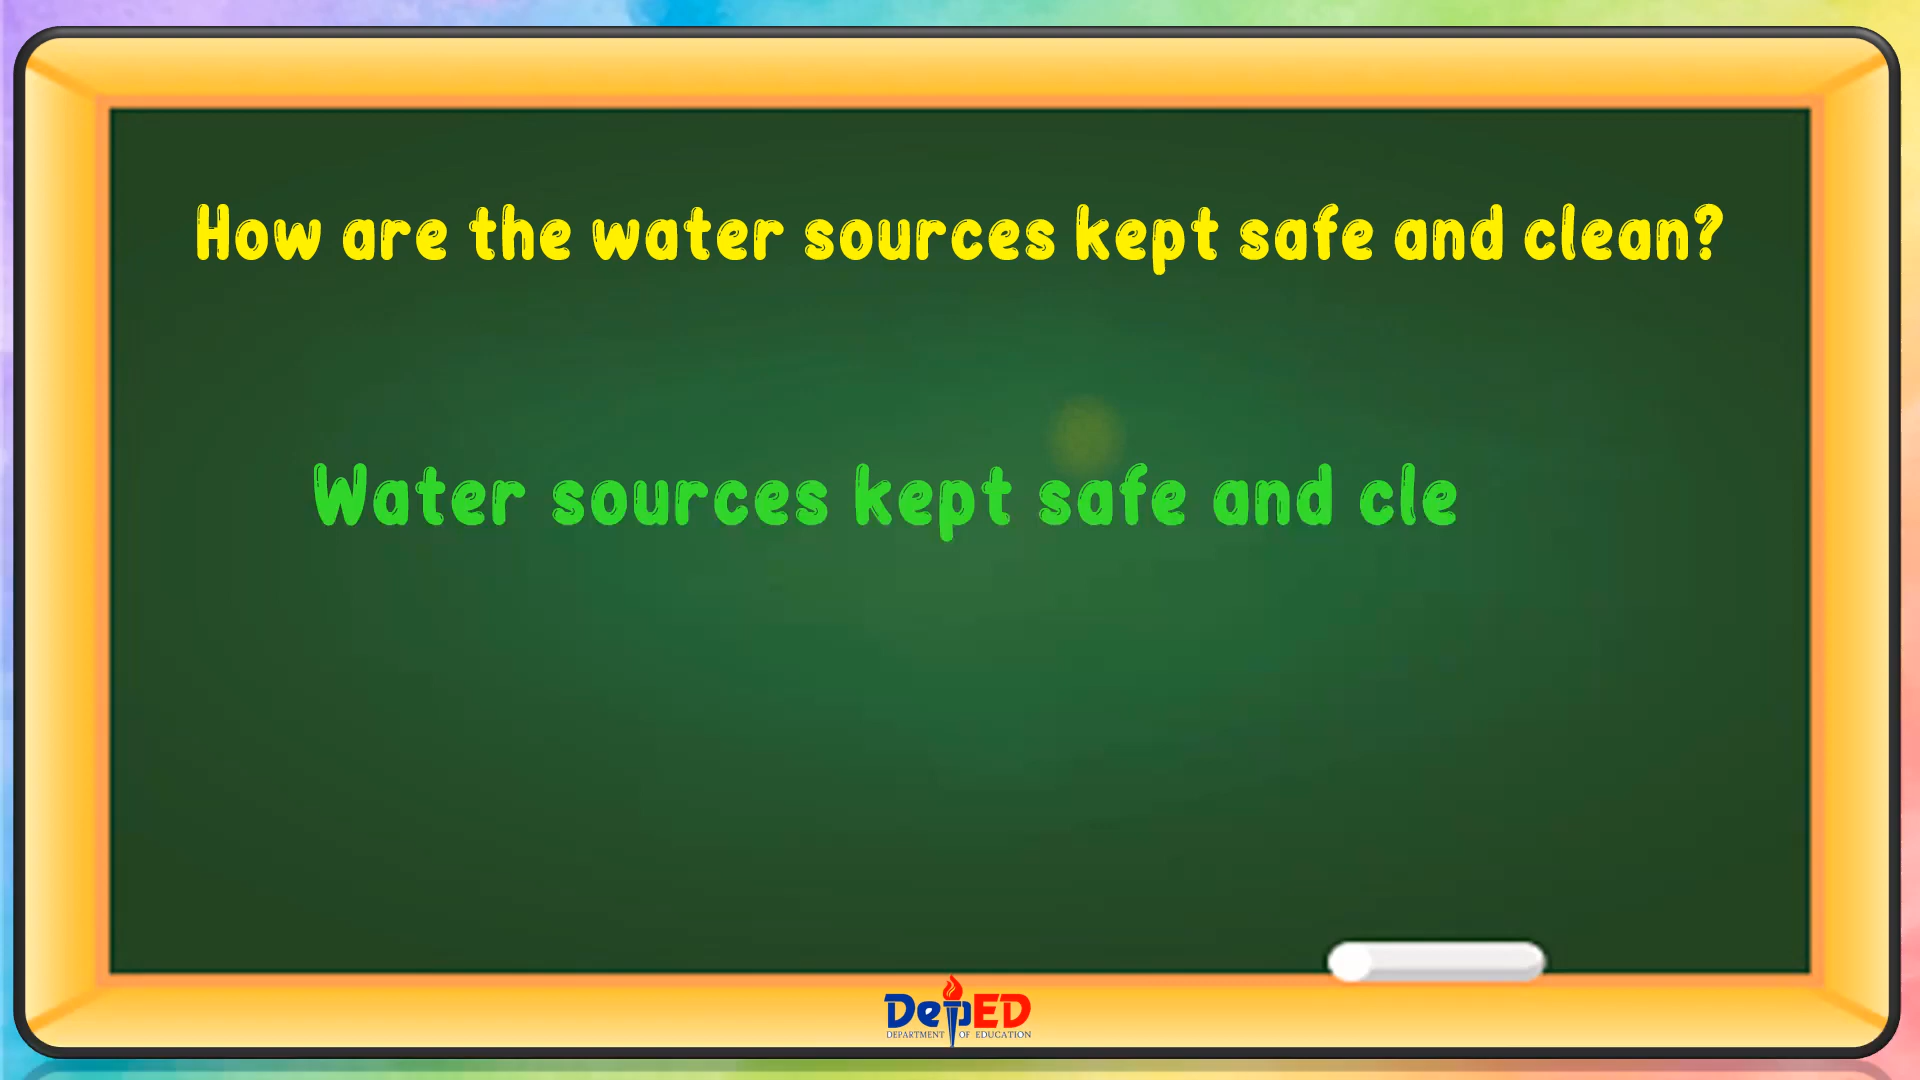 How are the water sources kept safe and clean?
Water sources kept safe and cle
DepED
DEPARTMENT OF EDUCATION